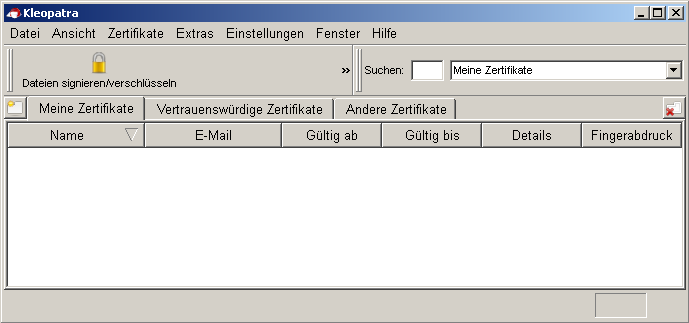 Kleopatra
Datei Ansicht Zertifikate Extras Einstellungen Fenster Hilfe
Dateien signieren/verschlüsseln » Suchen: Meine Zertifikate
Meine Zertifikate Vertrauenswürdige Zertifikate Andere Zertifikate
Name E-Mail Gültig ab Gültig bis Details Fingerabdruck